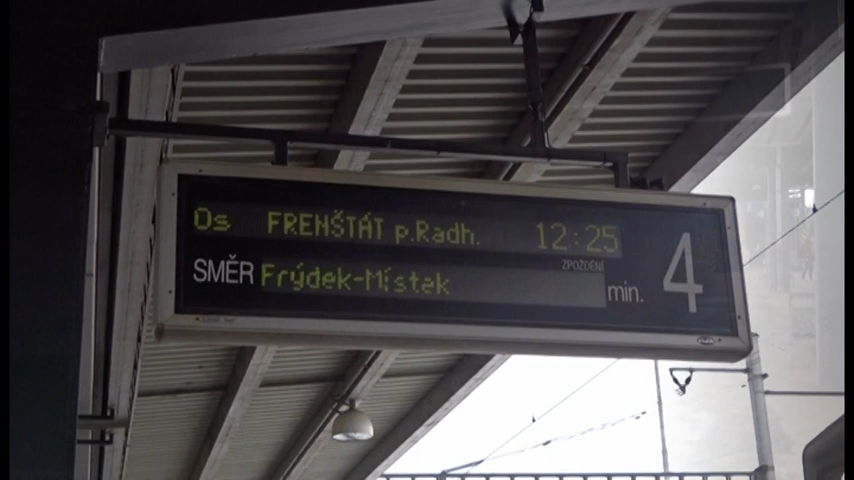 Os FRENŠTÁT p.Radh. 12:25
SMĚR Frýdek-Místek ZPOŽDĚNÍ min. 4